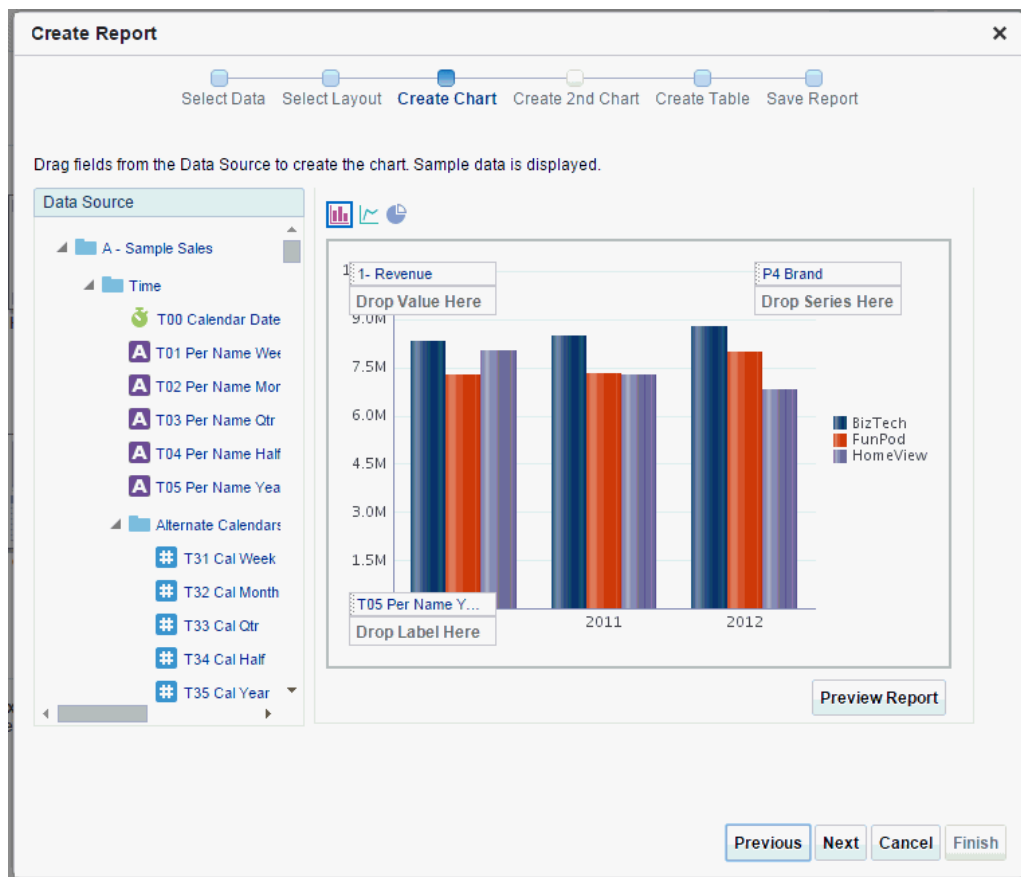 Create Report
Select Data Select Layout Create Chart Create 2nd Chart Create Table Save Report
Drag fields from the Data Source to create the chart. Sample data is displayed.
Data Source
A - Sample Sales
Time
T00 Calendar Date
T01 Per Name Wee
T02 Per Name Mor
T03 Per Name Qtr
T04 Per Name Half
T05 Per Name Yea
Alternate Calendars
T31 Cal Week
T32 Cal Month
T33 Cal Qtr
T34 Cal Half
T35 Cal Year
1- Revenue
Drop Value Here
P4 Brand
Drop Series Here
9.0M
7.5M
6.0M
4.5M
3.0M
1.5M
BizTech
FunPod
HomeView
T05 Per Name Y...
Drop Label Here
2011 2012
Preview Report
Previous Next Cancel Finish